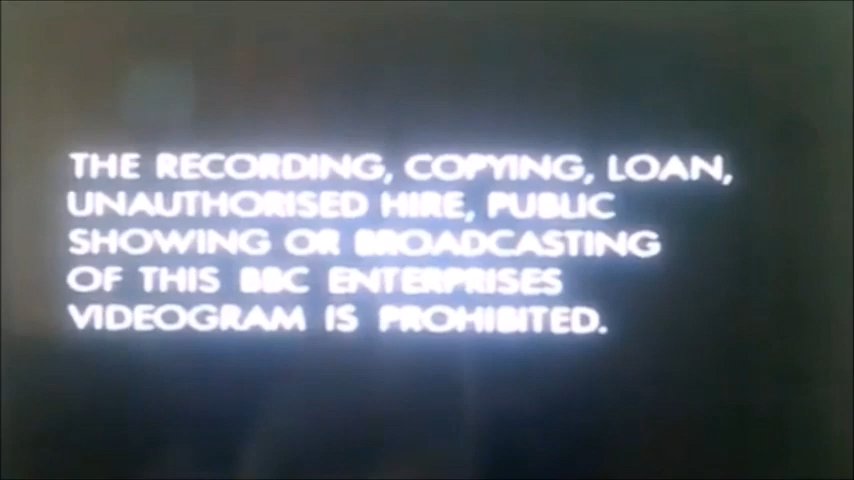 THE RECORDING, COPYING, LOAN,
UNAUTHORISED HIRE, PUBLIC
SHOWING OR BROADCASTING
OF THIS BBC ENTERPRISES
VIDEOGRAM IS PROHIBITED.